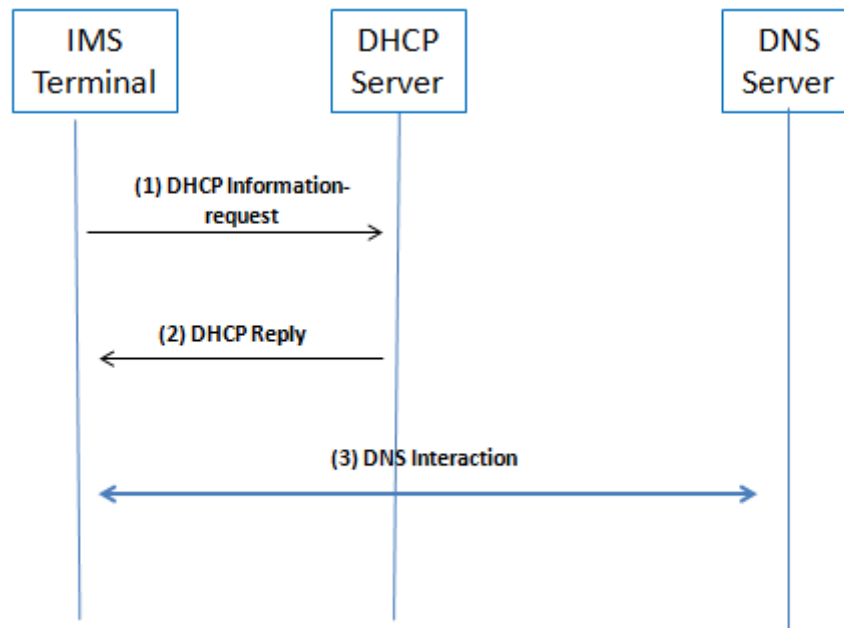 IMS
Terminal
DHCP
Server
DNS
Server
(1) DHCP Information-
request
(2) DHCP Reply
(3) DNS Interaction